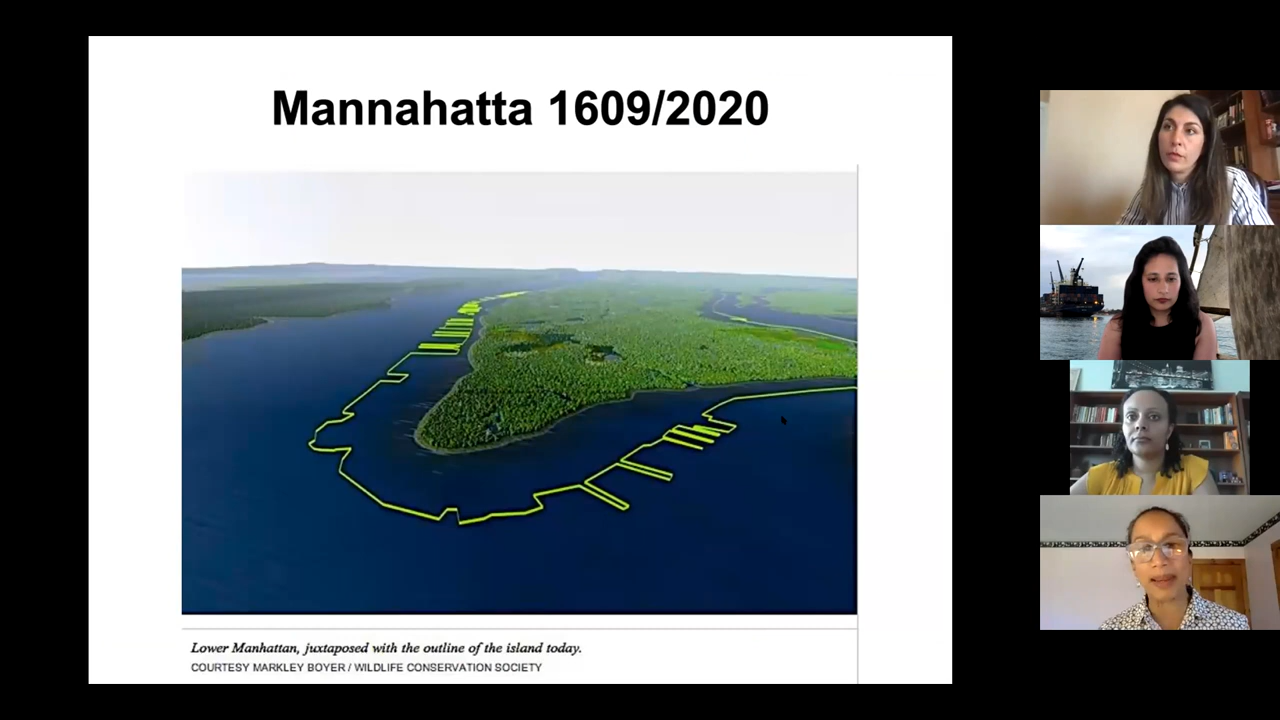 Mannahatta 1609/2020
Lower Manhattan, juxtaposed with the outline of the island today.
COURTESY MARKLEY BOYER / WILDLIFE CONSERVATION SOCIETY